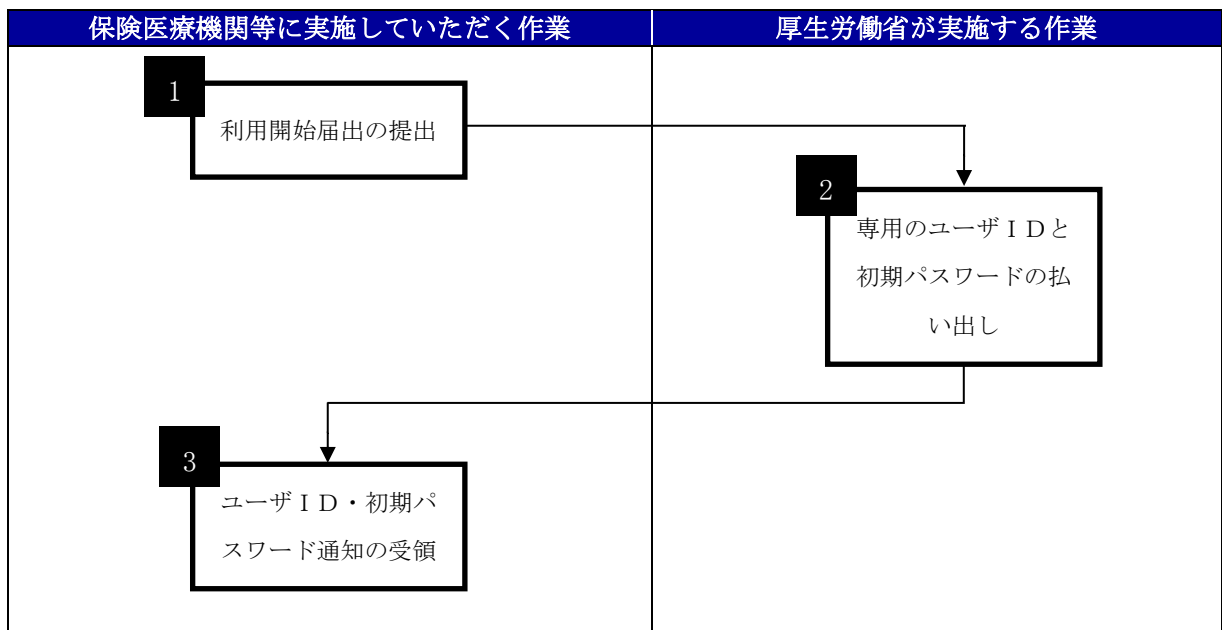 保険医療機関等に実施していただく作業
厚生労働省が実施する作業
1
利用開始届出の提出
2
専用のユーザＩＤと
初期パスワードの払
い出し
3
ユーザＩＤ・初期パ
スワード通知の受領